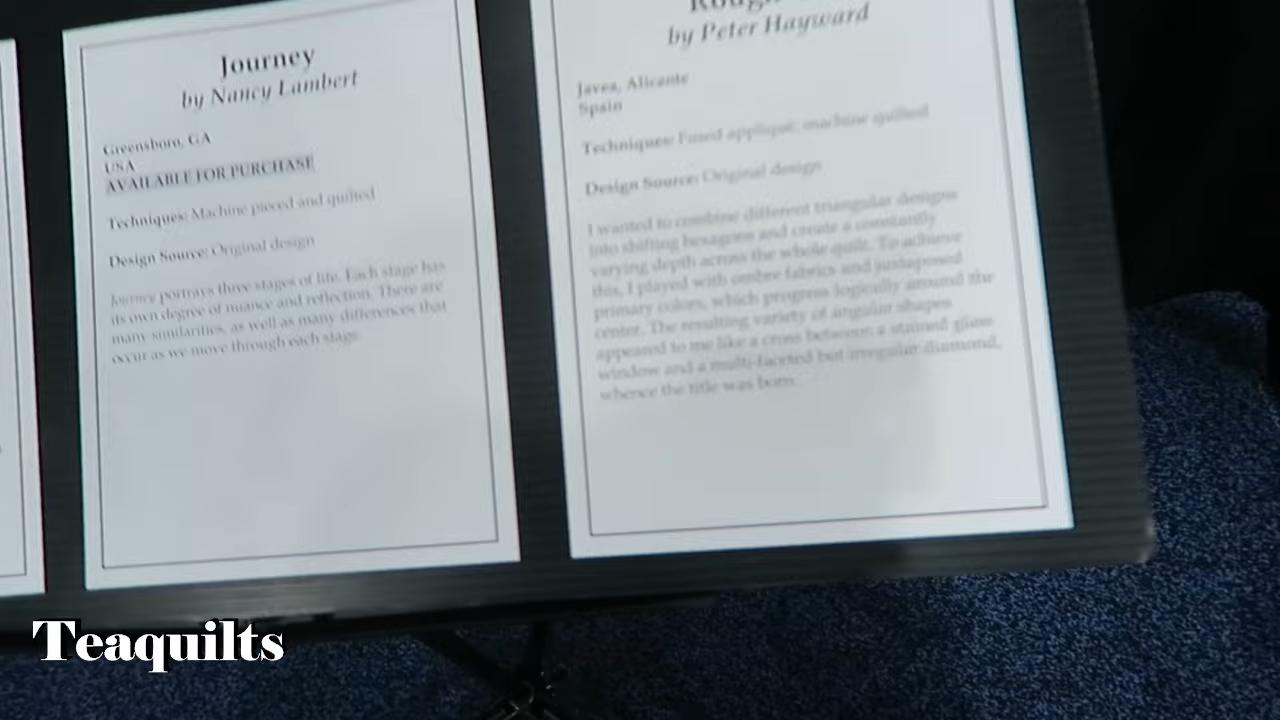 Journey
by Nancy Lambert
Greensboro, GA
USA
AVAILABLE FOR PURCHASE
Techniques: Machine pieced and quilted
Design Source: Original design
Journey portrays three stages of life. Each stage has
its own degree of nuance and reflection. There are
many similarities, as well as many differences that
occur as we move through each stage.
by Peter Hayward
Javea, Alicante
Spain
Techniques: Fused applique; machine quilted
Design Source: Original design
I wanted to combine different triangular designs
into shifting hexagons and create a constantly
varying depth across the whole quilt. To achieve
this, I played with ombre fabrics and juxtaposed
primary colors, which progress logically around the
center. The resulting variety of angular shapes
appeared to me like a cross between a stained glass
window and a multi-faceted but irregular diamond,
whence the title was born.
Teaquilts